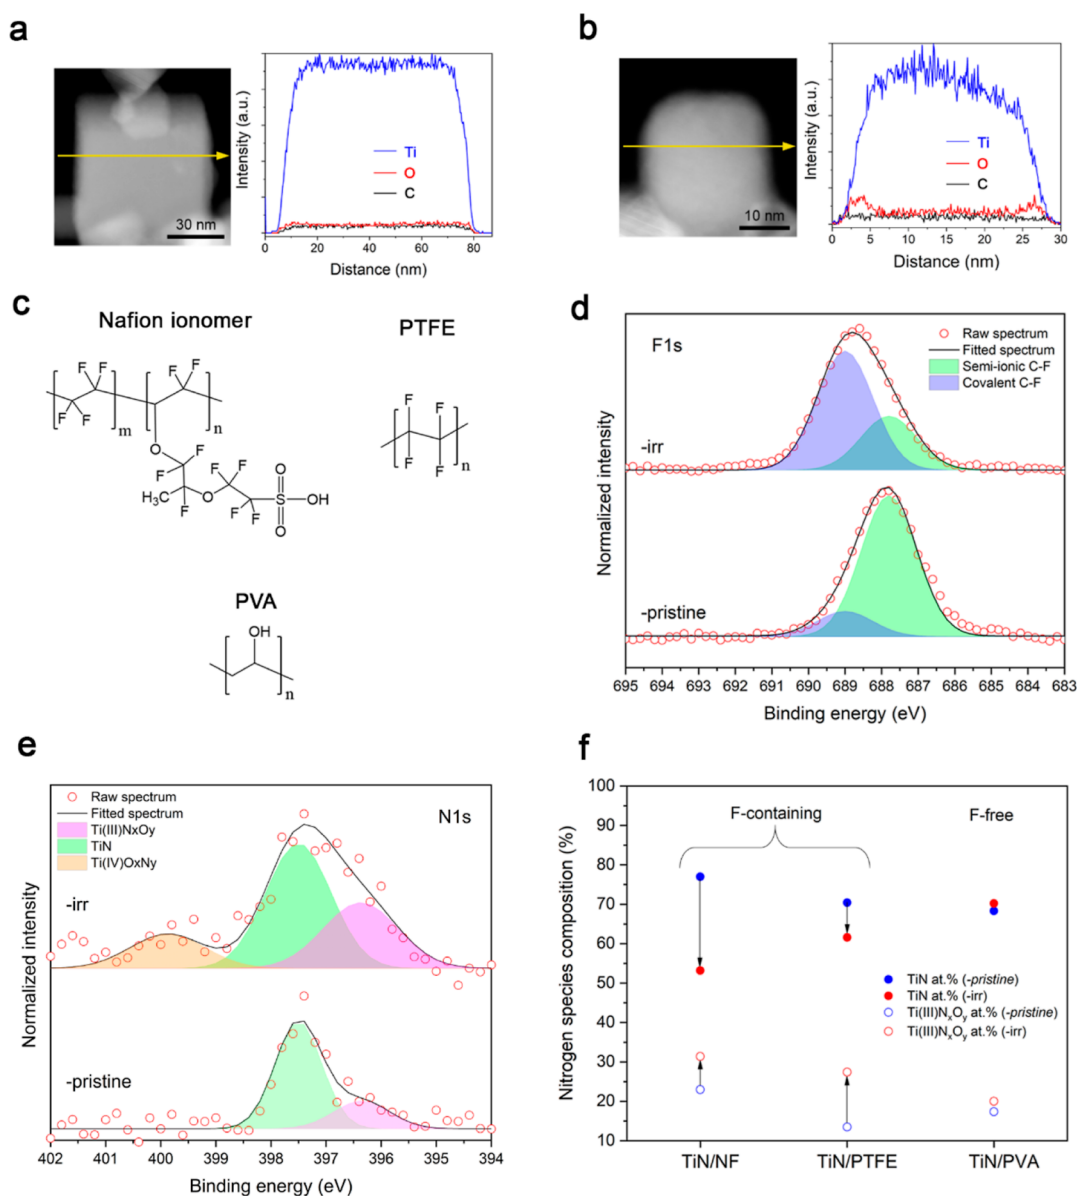 a
Intensity (a.u.)
Ti
O
C
30 nm
0 20 40 60 80
Distance (nm)
b
Intensity (a.u.)
Ti
O
C
10 nm
0 5 10 15 20 25 30
Distance (nm)
c
Nafion ionomer
F F F F
F F
m n
O F F F
F
H₃C O S OH
F F F O
O
PTFE
F F
F F
n
PVA
OH
n
d
F1s
Raw spectrum
Fitted spectrum
Semi-ionic C-F
Covalent C-F
-irr
-pristine
Normalized intensity
695 694 693 692 691 690 689 688 687 686 685 684 683
Binding energy (eV)
e
Raw spectrum
Fitted spectrum
Ti(III)NxOy
TiN
Ti(IV)OxNy
N1s
-irr
-pristine
Normalized intensity
402 401 400 399 398 397 396 395 394
Binding energy (eV)
f
Nitrogen species composition (%)
100
90
80
70
60
50
40
30
20
10
F-containing
F-free
TiN at.% (-pristine)
TiN at.% (-irr)
Ti(III)NₓOᵧ at.% (-pristine)
Ti(III)NₓOᵧ at.% (-irr)
TiN/NF TiN/PTFE TiN/PVA